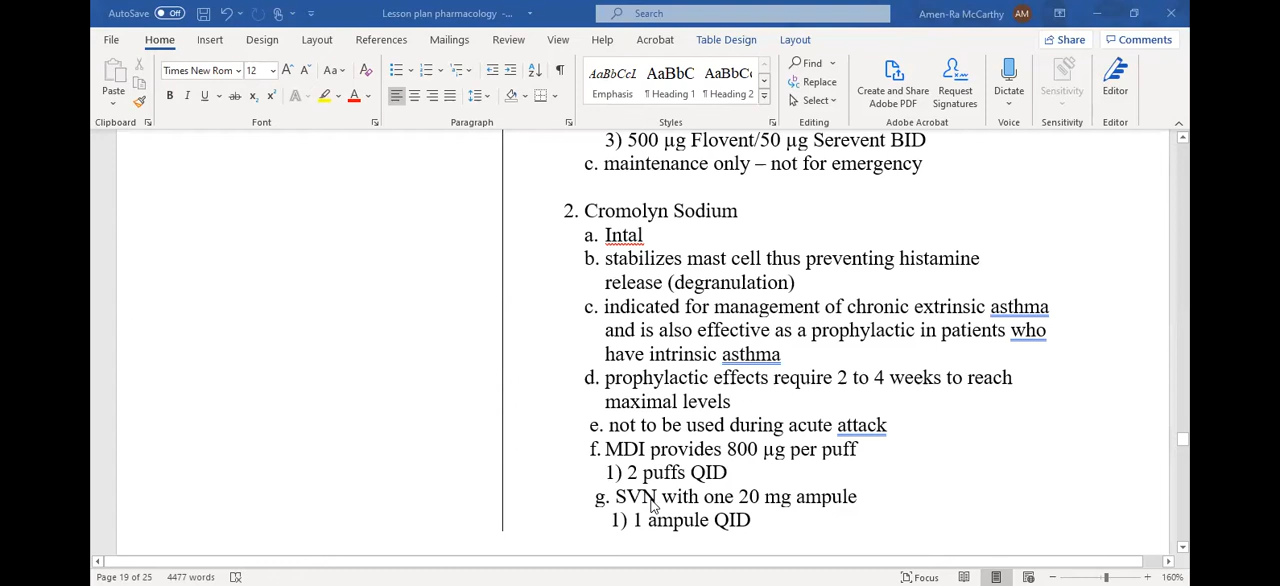 AutoSave Off Lesson plan pharmacology -... Search Amen-Ra McCarthy AM
File Home Insert Design Layout References Mailings Review View Help Acrobat Table Design Layout Share Comments
Paste Times New Rom 12 Aa AaBbCcI AaBbC AaBbC Find Create and Share Adobe PDF Request Signatures Dictate Sensitivity Editor
B I U ab x₂ x² A A Emphasis ¶ Heading 1 ¶ Heading 2 Replace
Select
Clipboard Font Paragraph Styles Editing Adobe Acrobat Voice Sensitivity Editor
3) 500 µg Flovent/50 µg Serevent BID
c. maintenance only – not for emergency
2. Cromolyn Sodium
a. Intal
b. stabilizes mast cell thus preventing histamine
release (degranulation)
c. indicated for management of chronic extrinsic asthma
and is also effective as a prophylactic in patients who
have intrinsic asthma
d. prophylactic effects require 2 to 4 weeks to reach
maximal levels
e. not to be used during acute attack
f. MDI provides 800 µg per puff
1) 2 puffs QID
g. SVN with one 20 mg ampule
1) 1 ampule QID
Page 19 of 25 4477 words Focus 160%